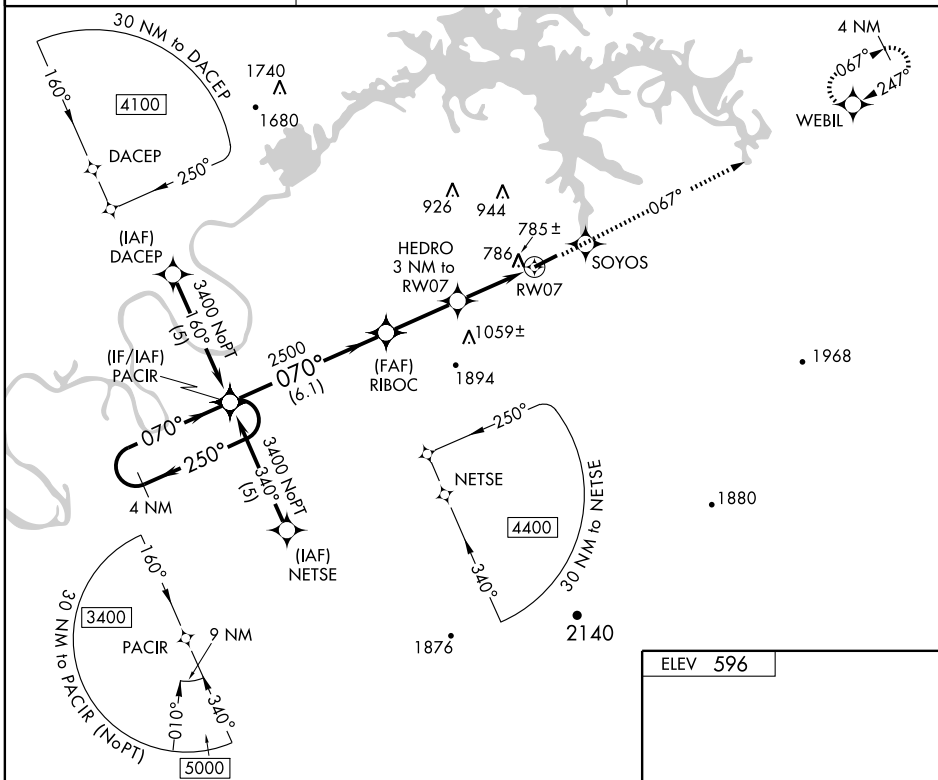 30 NM to DACEP
160°
4100
DACEP
250°
1740
1680
4 NM
067°
247°
WEBIL
926
944
785±
786
067°
HEDRO
3 NM to
RW07
RW07
SOYOS
(IAF)
DACEP
3400 NoPT
160°
(5)
(IF/IAF)
PACIR
2500
070°
(6.1)
(FAF)
RIBOC
1059±
1894
1968
070°
250°
4 NM
3400 NoPT
340°
(5)
(IAF)
NETSE
250°
NETSE
4400
340°
30 NM to NETSE
1880
160°
3400
PACIR
9 NM
010°
340°
30 NM to PACIR (NoPT)
5000
1876
2140
ELEV 596